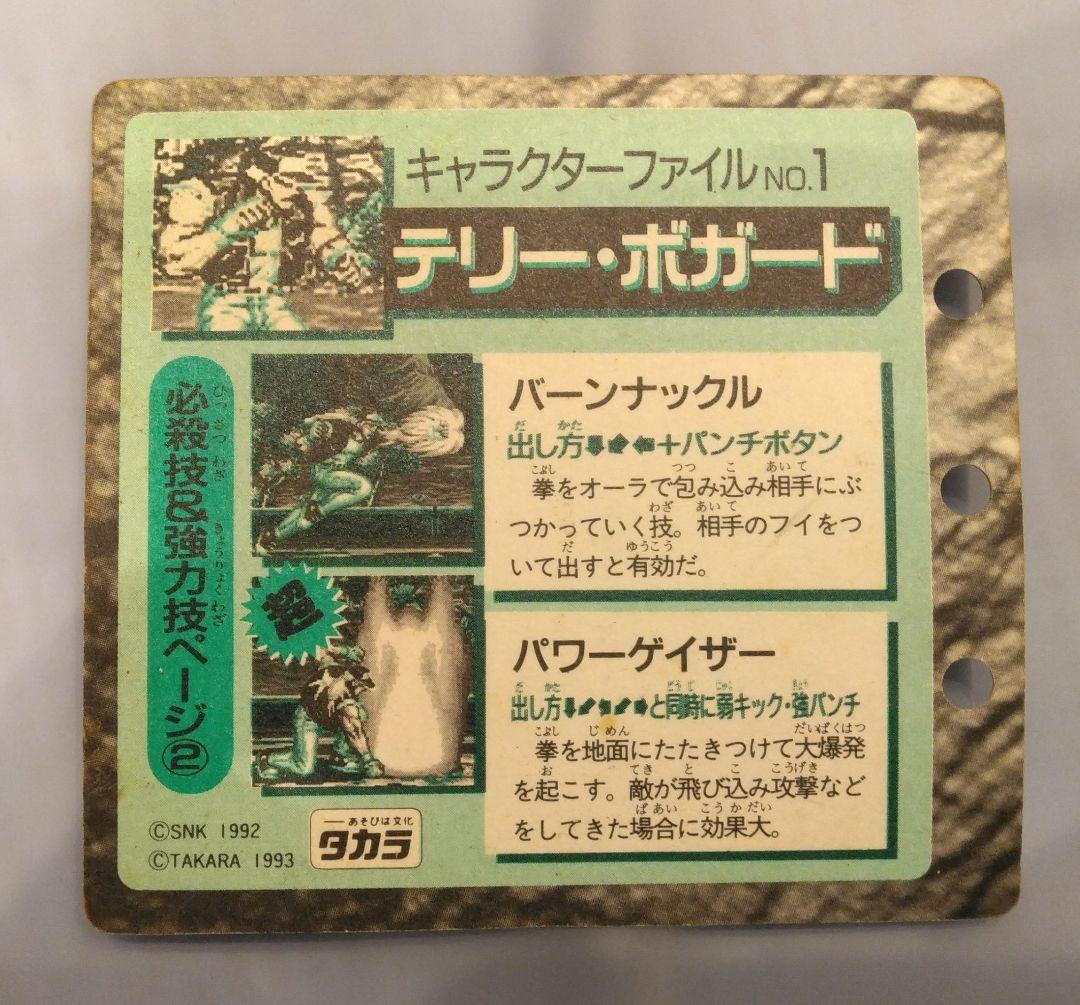 キャラクターファイル NO.1
テリー・ボガード
必殺技&強力技ページ②
バーンナックル
出し方⬇↙⬅+パンチボタン
拳をオーラで包み込み相手にぶ
つかっていく技。相手のフイをつ
いて出すと有効だ。
超
パワーゲイザー
と同時に弱キック・強パンチ
拳を地面にたたきつけて大爆発
を起こす。敵が飛び込み攻撃など
をしてきた場合に効果大。
©SNK 1992
©TAKARA 1993
あそびは文化
タカラ